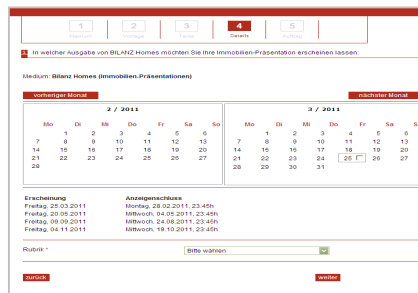 1 2 3 4 5
Details
3. In welcher Ausgabe von BILANZ Homes möchten Sie Ihre Immobilien-Präsentation erscheinen lassen:
Medium: Bilanz Homes (Immobilien-Präsentationen)
vorheriger Monat nächster Monat
2 / 2011 3 / 2011
Mo Di Mi Do Fr Sa So Mo Di Mi Do Fr Sa
1 2 3 4 5 6 1 2 3 4 5
7 8 9 10 11 12 13 7 8 9 10 11 12
14 15 16 17 18 19 20 14 15 16 17 18 19
21 22 23 24 25 26 27 21 22 23 24 25 26
28 28 29 30 31
Erscheinung Anzeigenschluss
Freitag, 25.03.2011 Montag, 28.02.2011, 23:45h
Freitag, 20.05.2011 Mittwoch, 04.05.2011, 23:45h
Freitag, 09.09.2011 Mittwoch, 24.08.2011, 23:45h
Freitag, 04.11.2011 Mittwoch, 19.10.2011, 23:45h
Rubrik * Bitte wählen
zurück weiter